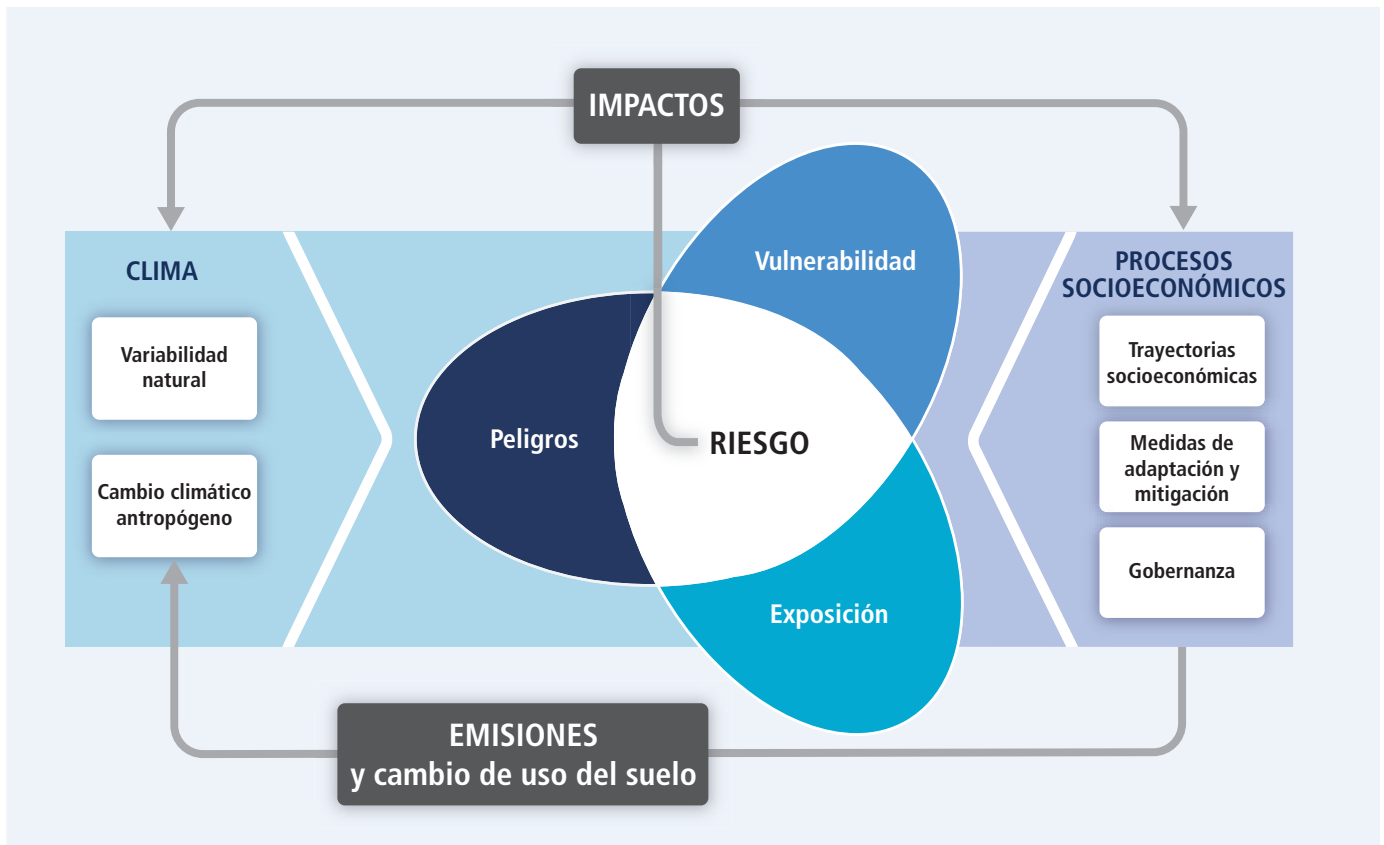 IMPACTOS
CLIMA
Variabilidad
natural
Cambio climático
antropógeno
Vulnerabilidad
Peligros
RIESGO
Exposición
PROCESOS
SOCIOECONÓMICOS
Trayectorias
socioeconómicas
Medidas de
adaptación y
mitigación
Gobernanza
EMISIONES
y cambio de uso del suelo